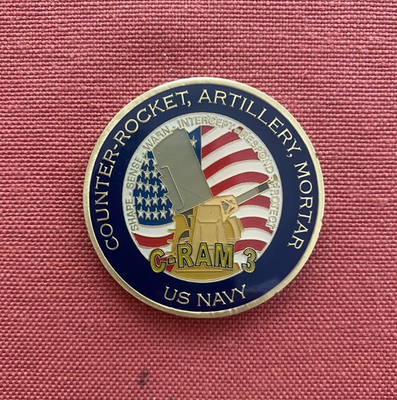 COUNTER-ROCKET, ARTILLERY, MORTAR
SHAPE - SENSE - WARN - INTERCEPT - RESPOND - PROTECT
C-RAM 3
US NAVY